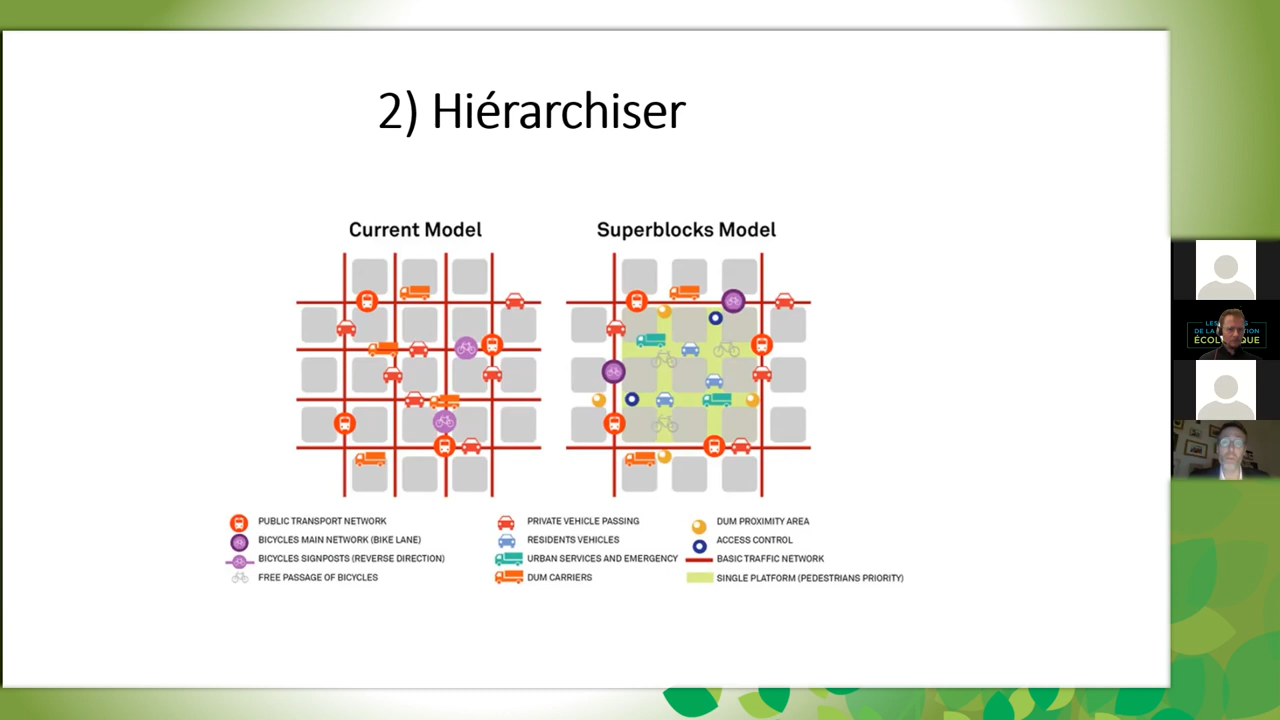 2) Hiérarchiser
Current Model
Superblocks Model
PUBLIC TRANSPORT NETWORK
BICYCLES MAIN NETWORK (BIKE LANE)
BICYCLES SIGNPOSTS (REVERSE DIRECTION)
FREE PASSAGE OF BICYCLES
PRIVATE VEHICLE PASSING
RESIDENTS VEHICLES
URBAN SERVICES AND EMERGENCY
DUM CARRIERS
DUM PROXIMITY AREA
ACCESS CONTROL
BASIC TRAFFIC NETWORK
SINGLE PLATFORM (PEDESTRIANS PRIORITY)
DE LA